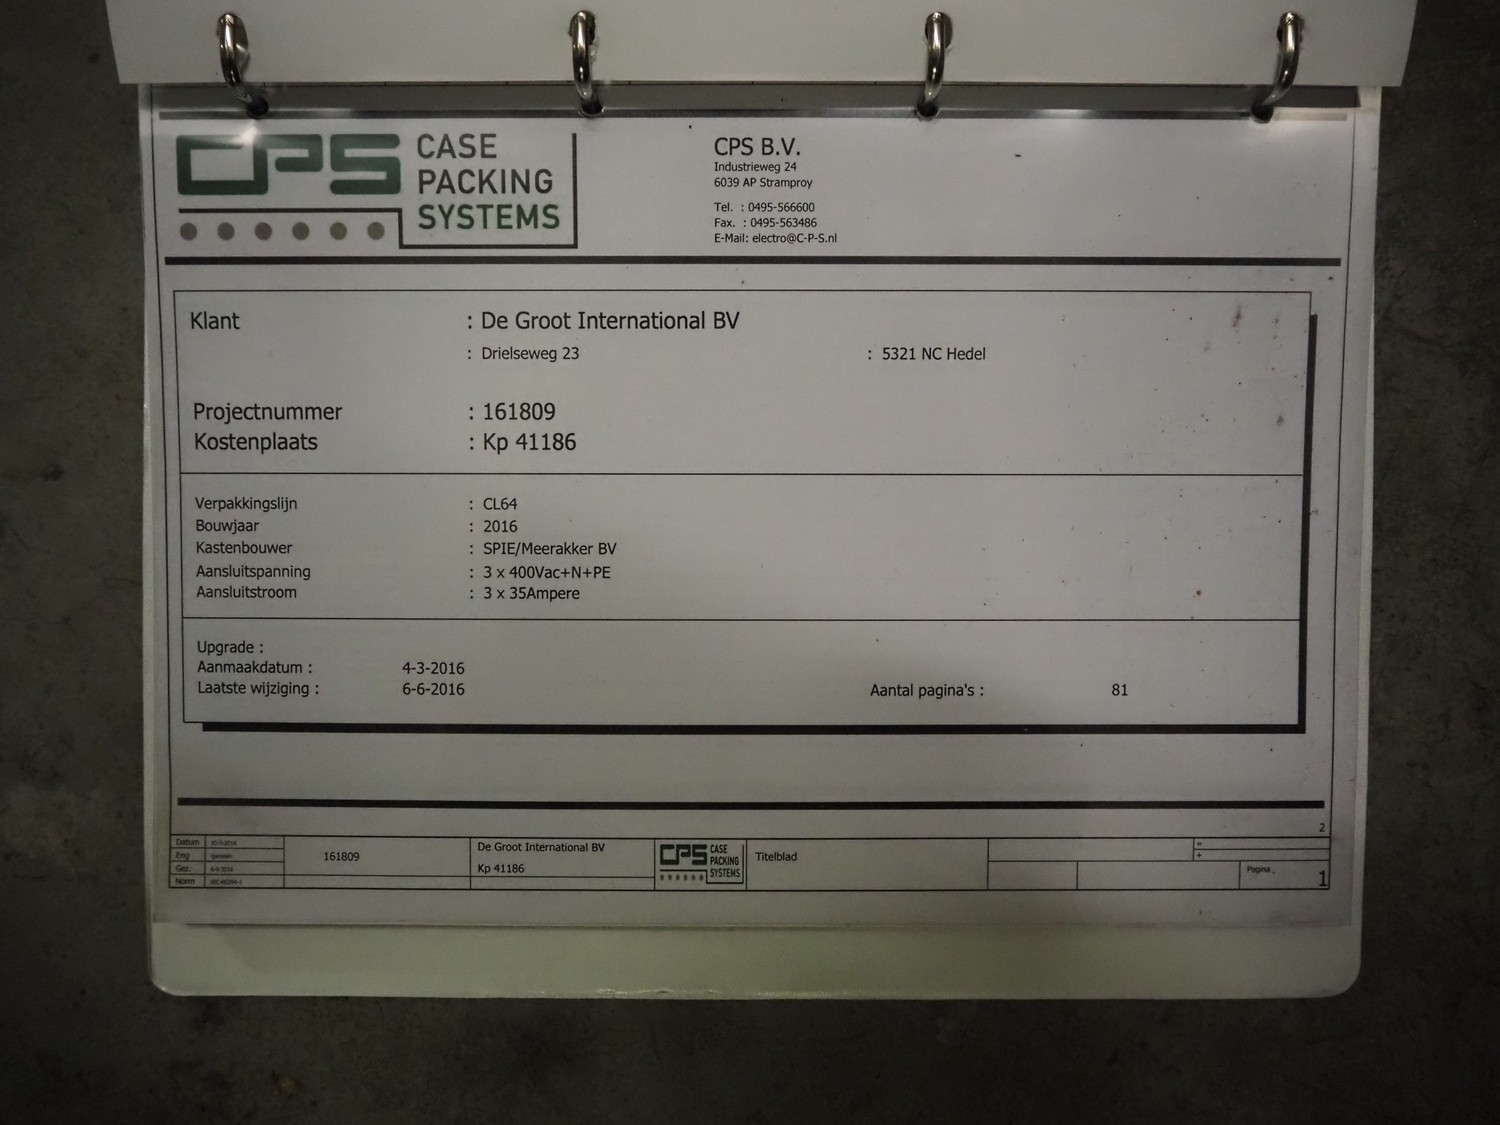 CPS CASE PACKING SYSTEMS
CPS B.V.
Industrieweg 24
6039 AP Stramproy
Tel. : 0495-566600
Fax. : 0495-563486
E-Mail: electro@C-P-S.nl
Klant : De Groot International BV
: Drielseweg 23 : 5321 NC Hedel
Projectnummer : 161809
Kostenplaats : Kp 41186
Verpakkingslijn : CL64
Bouwjaar : 2016
Kastenbouwer : SPIE/Meerakker BV
Aansluitspanning : 3 x 400Vac+N+PE
Aansluitstroom : 3 x 35Ampere
Upgrade :
Aanmaakdatum : 4-3-2016
Laatste wijziging : 6-6-2016 Aantal pagina's : 81
2
Datum
Eng
Gez. 6-6-2016
Norm
161809
De Groot International BV
Kp 41186
CPS CASE PACKING SYSTEMS
Titelblad
=
+
Pagina 1